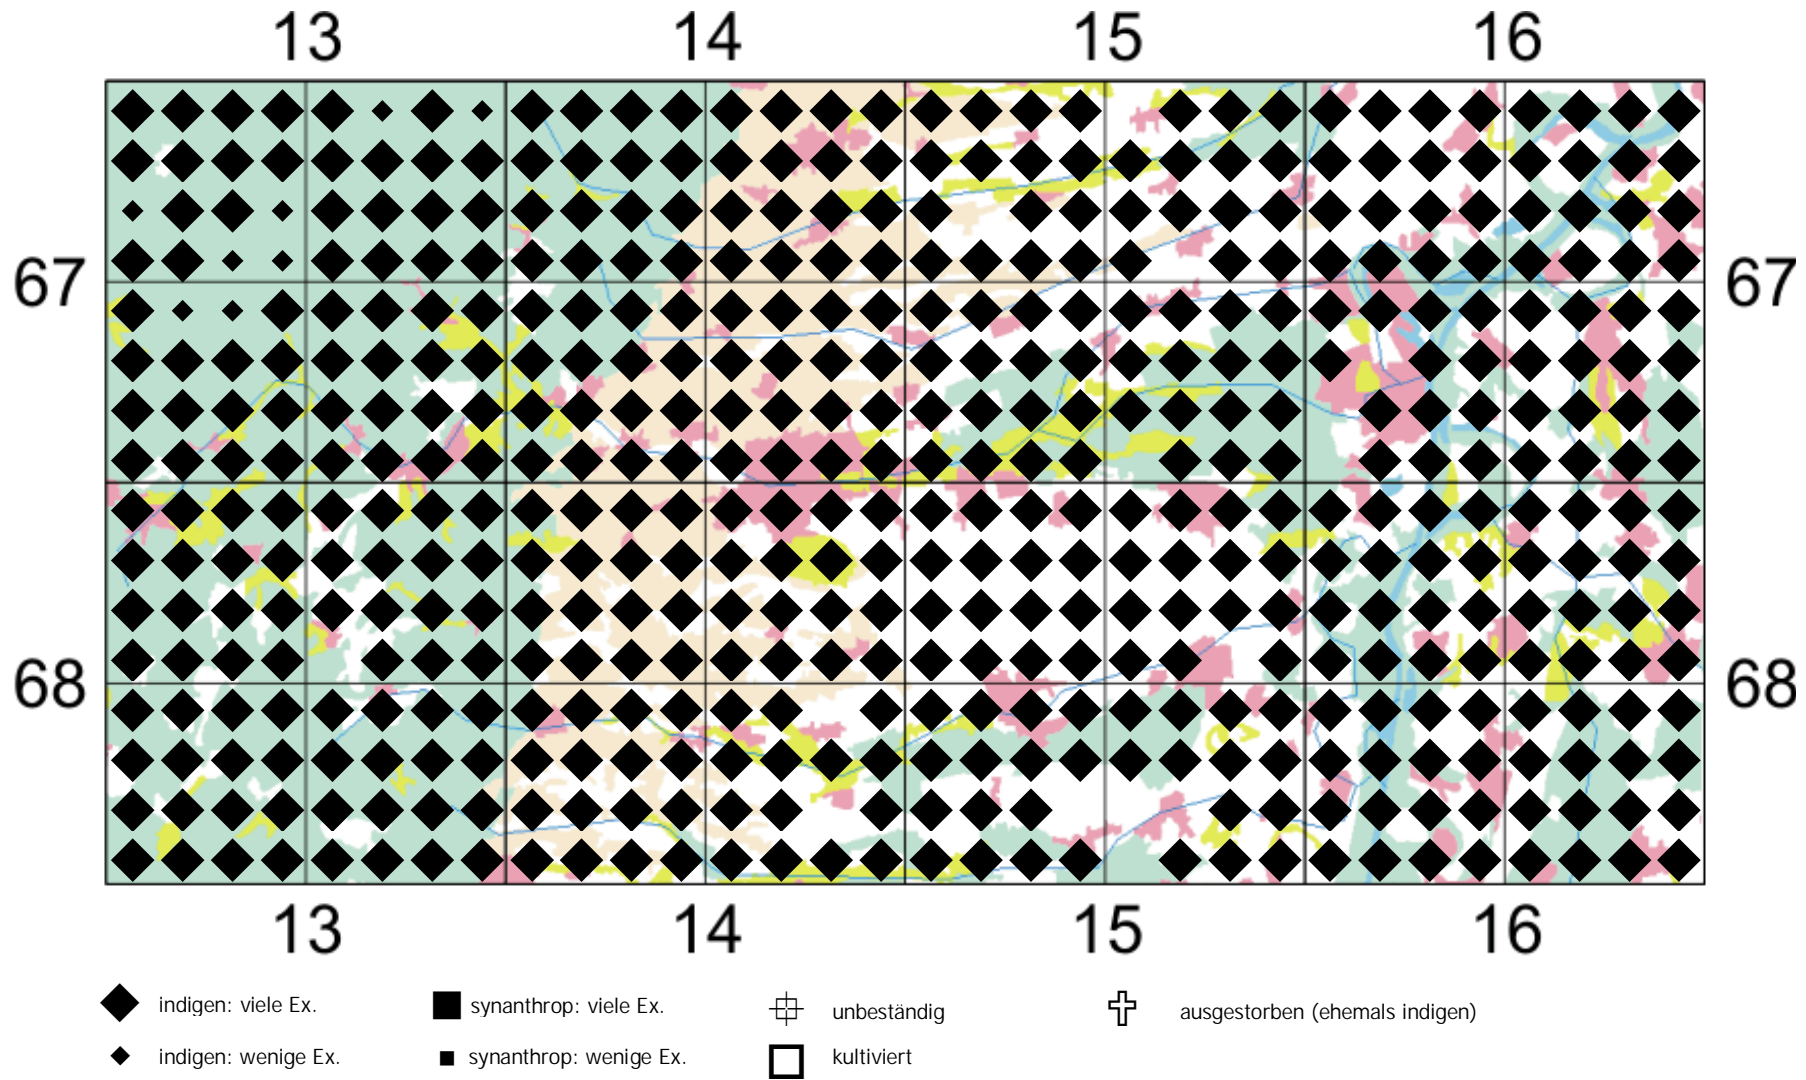 13 14 15 16
67 67
68 68
13 14 15 16
indigen: viele Ex. synanthrop: viele Ex. unbeständig ausgestorben (ehemals indigen)
indigen: wenige Ex. synanthrop: wenige Ex. kultiviert